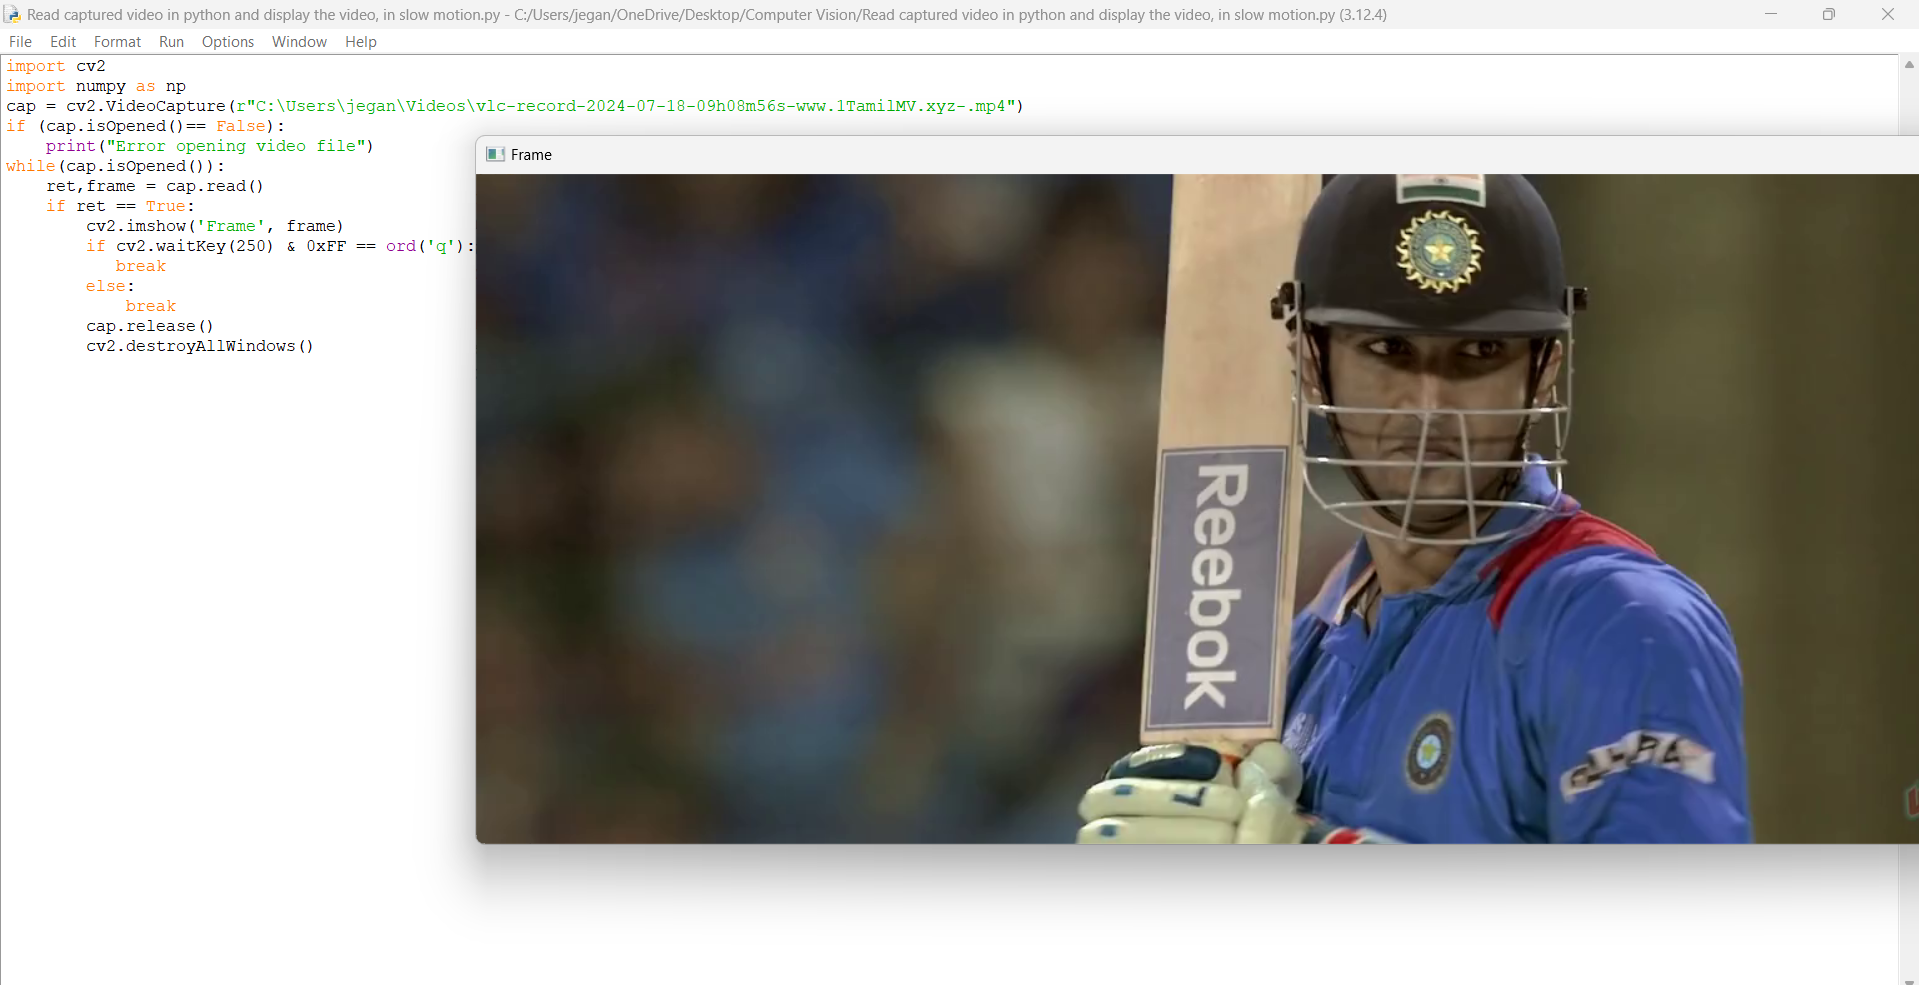 Read captured video in python and display the video, in slow motion.py - C:/Users/jegan/OneDrive/Desktop/Computer Vision/Read captured video in python and display the video, in slow motion.py (3.12.4)
File Edit Format Run Options Window Help
import cv2
import numpy as np
cap = cv2.VideoCapture(r"C:\Users\jegan\Videos\vlc-record-2024-07-18-09h08m56s-www.1TamilMV.xyz-.mp4")
if (cap.isOpened()== False):
    print("Error opening video file")
while(cap.isOpened()):
    ret,frame = cap.read()
    if ret == True:
        cv2.imshow('Frame', frame)
        if cv2.waitKey(250) & 0xFF == ord('q'):
           break
        else:
            break
        cap.release()
        cv2.destroyAllWindows()
Frame
Reebok
7